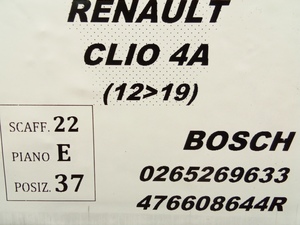 RENAULT
CLIO 4A
(12>19)
SCAFF. 22
PIANO E
POSIZ. 37
BOSCH
0265269633
476608644R